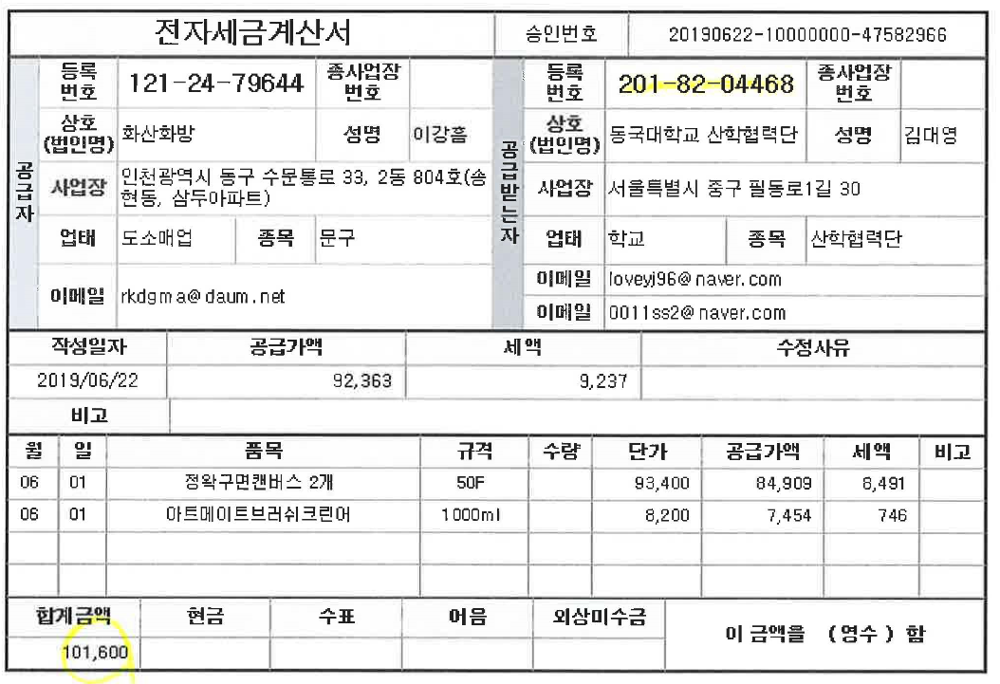 전자세금계산서 승인번호 20190622-10000000-47582966
공급자
등록번호 121-24-79644 종사업장번호
상호(법인명) 화산화방 성명 이강흠
사업장 인천광역시 동구 수문통로 33, 2동 804호(송
현동, 삼두아파트)
업태 도소매업 종목 문구
이메일 rkdgma@daum.net
공급받는자
등록번호 201-82-04468 종사업장번호
상호(법인명) 동국대학교 산학협력단 성명 김대영
사업장 서울특별시 중구 필동로1길 30
업태 학교 종목 산학협력단
이메일 loveyj96@naver.com
이메일 0011ss2@naver.com
작성일자 공급가액 세액 수정사유
2019/06/22 92,363 9,237
비고
월 일 품목 규격 수량 단가 공급가액 세액 비고
06 01 정왁구면캔버스 2개 50F 93,400 84,909 8,491
06 01 아트메이트브러쉬크린어 1000ml 8,200 7,454 746
합계금액 현금 수표 어음 외상미수금 이 금액을 (영수) 함
101,600